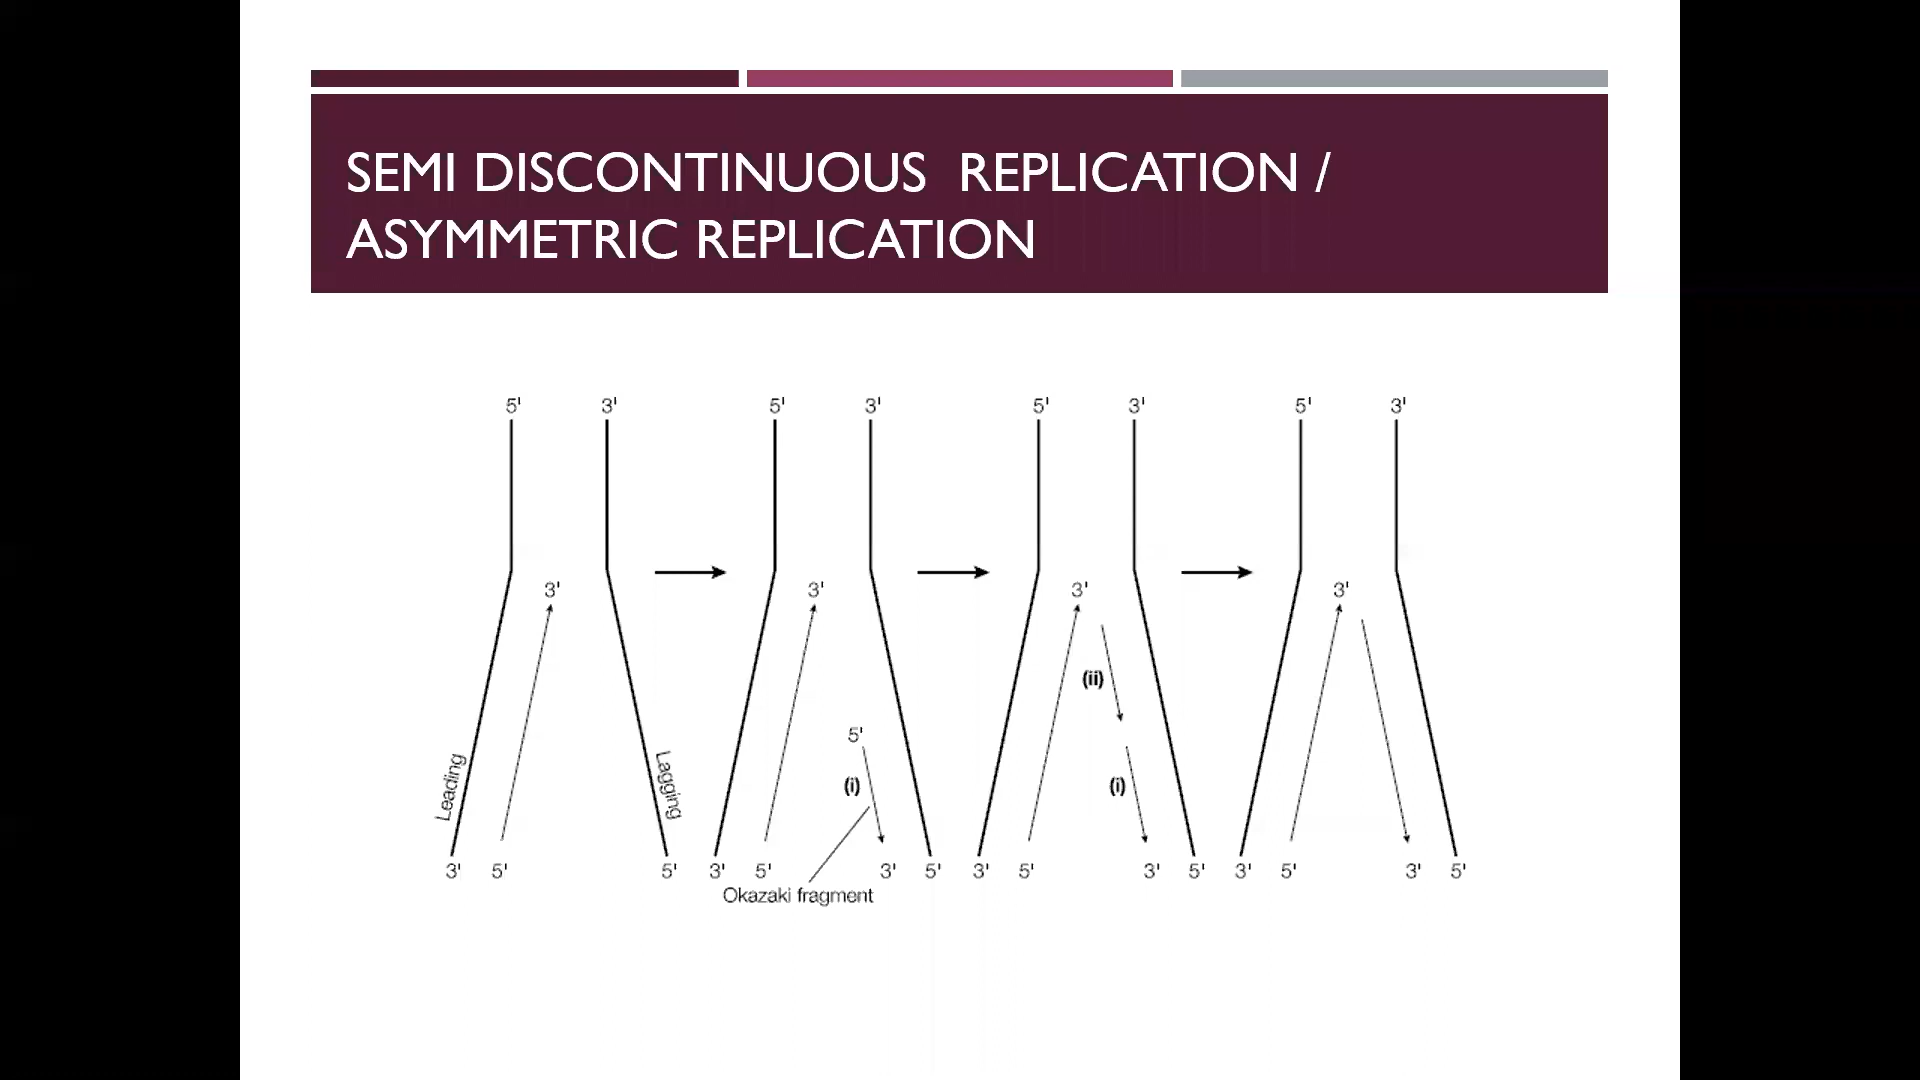 SEMI DISCONTINUOUS REPLICATION /
ASYMMETRIC REPLICATION
5' 3' 5' 3' 5' 3' 5' 3'
3' 3' 3' 3'
(ii)
5'
Leading Lagging (i) (i)
3' 5' 5' 3' 5' 3' 5' 3' 5' 3' 5' 3' 5' 3' 5'
Okazaki fragment